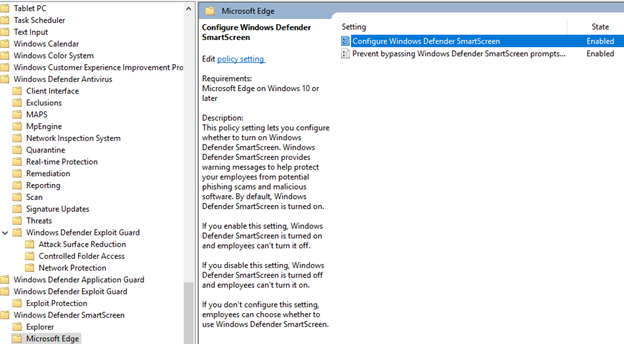 Tablet PC
Task Scheduler
Text Input
Windows Calendar
Windows Color System
Windows Customer Experience Improvement Pro
Windows Defender Antivirus
Client Interface
Exclusions
MAPS
MpEngine
Network Inspection System
Quarantine
Real-time Protection
Remediation
Reporting
Scan
Signature Updates
Threats
Windows Defender Exploit Guard
Attack Surface Reduction
Controlled Folder Access
Network Protection
Windows Defender Application Guard
Windows Defender Exploit Guard
Exploit Protection
Windows Defender SmartScreen
Explorer
Microsoft Edge
Microsoft Edge
Configure Windows Defender
SmartScreen
Edit policy setting
Requirements:
Microsoft Edge on Windows 10 or
later
Description:
This policy setting lets you configure
whether to turn on Windows
Defender SmartScreen. Windows
Defender SmartScreen provides
warning messages to help protect
your employees from potential
phishing scams and malicious
software. By default, Windows
Defender SmartScreen is turned on.
If you enable this setting, Windows
Defender SmartScreen is turned on
and employees can't turn it off.
If you disable this setting, Windows
Defender SmartScreen is turned off
and employees can't turn it on.
If you don't configure this setting,
employees can choose whether to
use Windows Defender SmartScreen.
Setting State
Configure Windows Defender SmartScreen Enabled
Prevent bypassing Windows Defender SmartScreen prompts... Enabled